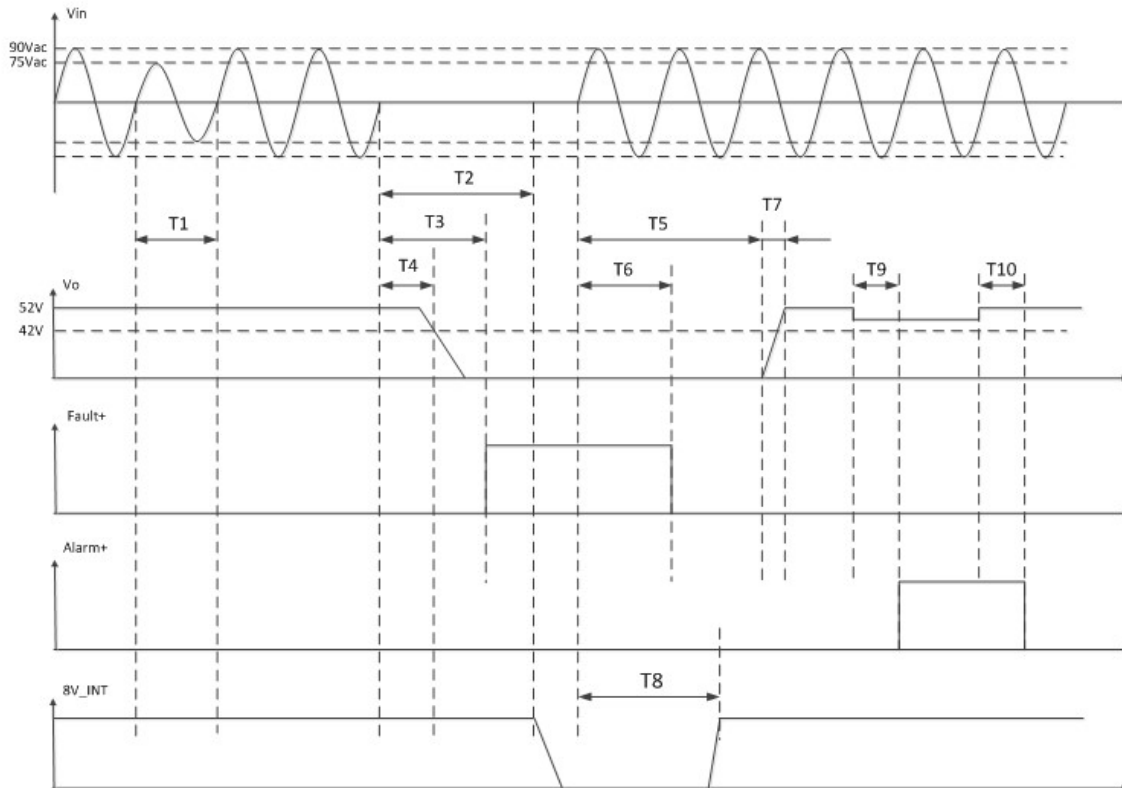 Vin
90Vac
75Vac
T2
T1
T3
T7
T5
T4
T6
T9
T10
Vo
52V
42V
Fault+
Alarm+
T8
8V_INT